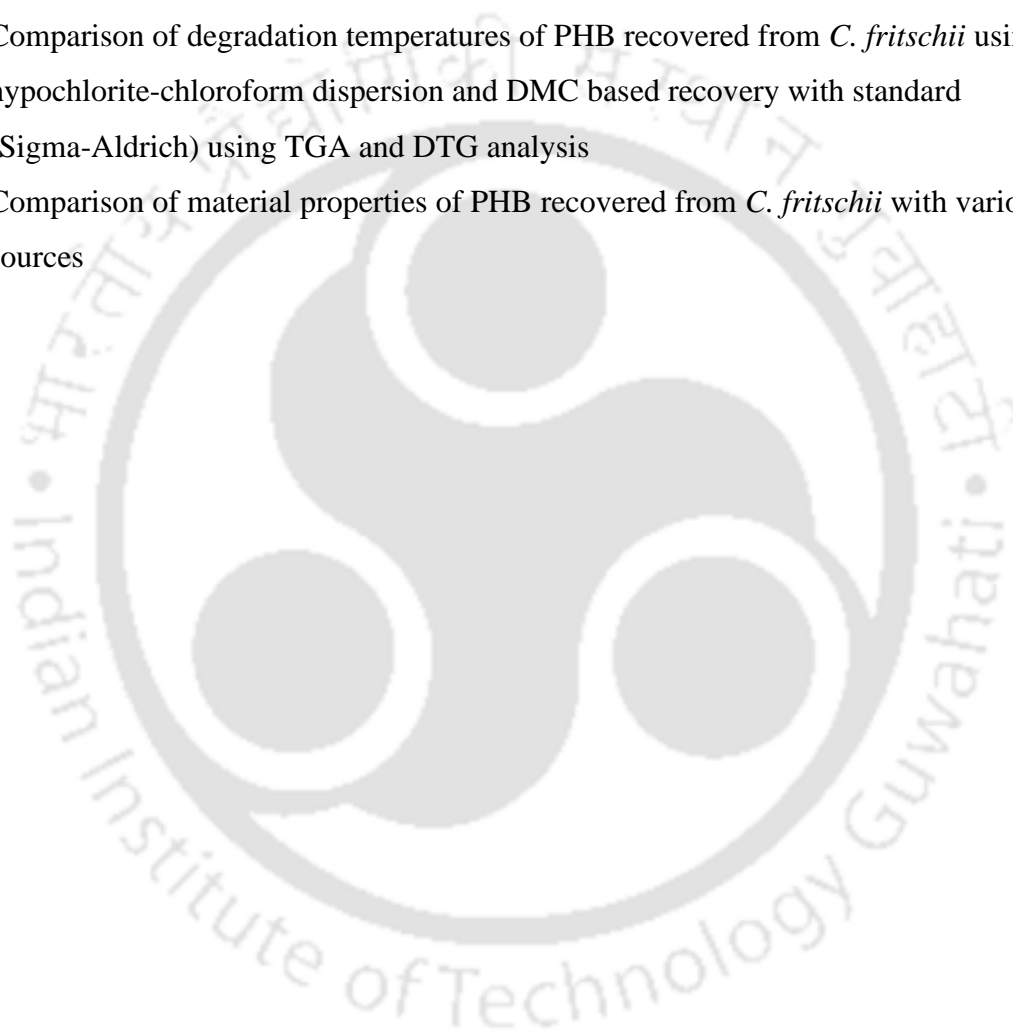 Comparison of degradation temperatures of PHB recovered from C. fritschii usi
hypochlorite-chloroform dispersion and DMC based recovery with standard
(Sigma-Aldrich) using TGA and DTG analysis
Comparison of material properties of PHB recovered from C. fritschii with vario
sources
Indian Institute of Technology Guwahati